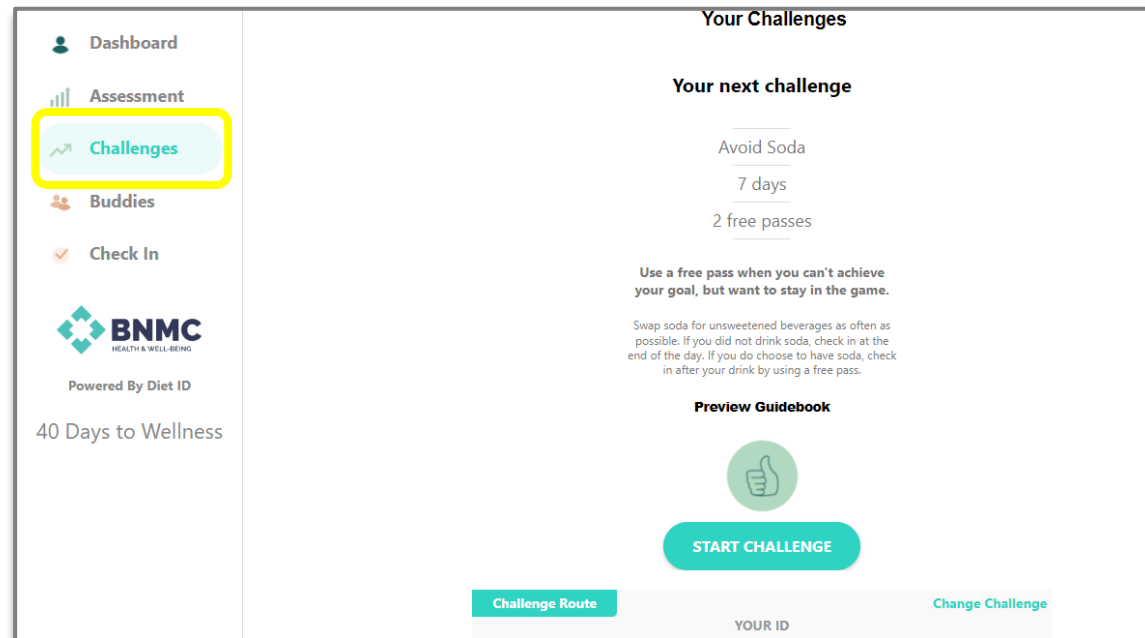 Dashboard
Assessment
Challenges
Buddies
Check In
BNMC
HEALTH & WELL-BEING
Powered By Diet ID
40 Days to Wellness
Your Challenges
Your next challenge
Avoid Soda
7 days
2 free passes
Use a free pass when you can't achieve
your goal, but want to stay in the game.
Swap soda for unsweetened beverages as often as
possible. If you did not drink soda, check in at the
end of the day. If you do choose to have soda, check
in after your drink by using a free pass.
Preview Guidebook
START CHALLENGE
Challenge Route
Change Challenge
YOUR ID